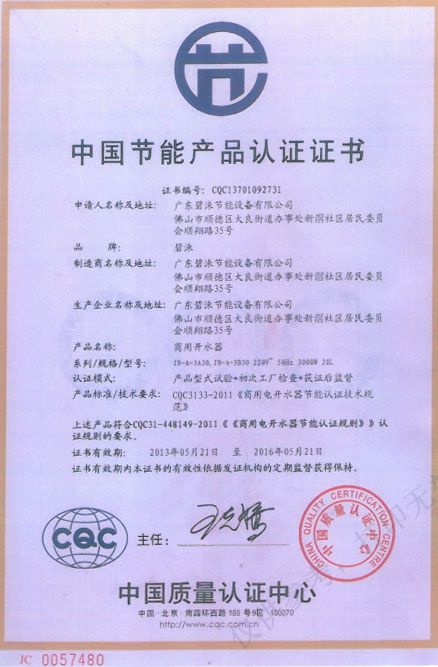 中国节能产品认证证书
证书编号：CQC13701092731
申请人名称及地址：广东碧涞节能设备有限公司
佛山市顺德区大良街道办事处新滘社区居民委员
会顺翔路35号
品牌：碧涞
制造商名称及地址：广东碧涞节能设备有限公司
佛山市顺德区大良街道办事处新滘社区居民委员
会顺翔路35号
生产企业名称及地址：广东碧涞节能设备有限公司
佛山市顺德区大良街道办事处新滘社区居民委员
会顺翔路35号
产品名称：商用开水器
系列/规格/型号：JN-A-3A30,JN-A-3B30 220V~ 50Hz 3000W 28L
认证模式：产品型式试验+初次工厂检查+获证后监督
产品标准/技术要求：CQC3133-2011《商用电开水器节能认证技术规
范》
上述产品符合CQC31-448149-2011《《商用电开水器节能认证规则》》认
证规则的要求。
证书有效期：2013年05月21日 至 2016年05月21日
证书有效期内本证书的有效性依据发证机构的定期监督获得保持。
CQC
主任：
CHINA QUALITY CERTIFICATION CENTRE
中国质量认证中心
中国质量认证中心
中国·北京·南四环西路188号9区 100070
http://www.cqc.com.cn
JC 0057480